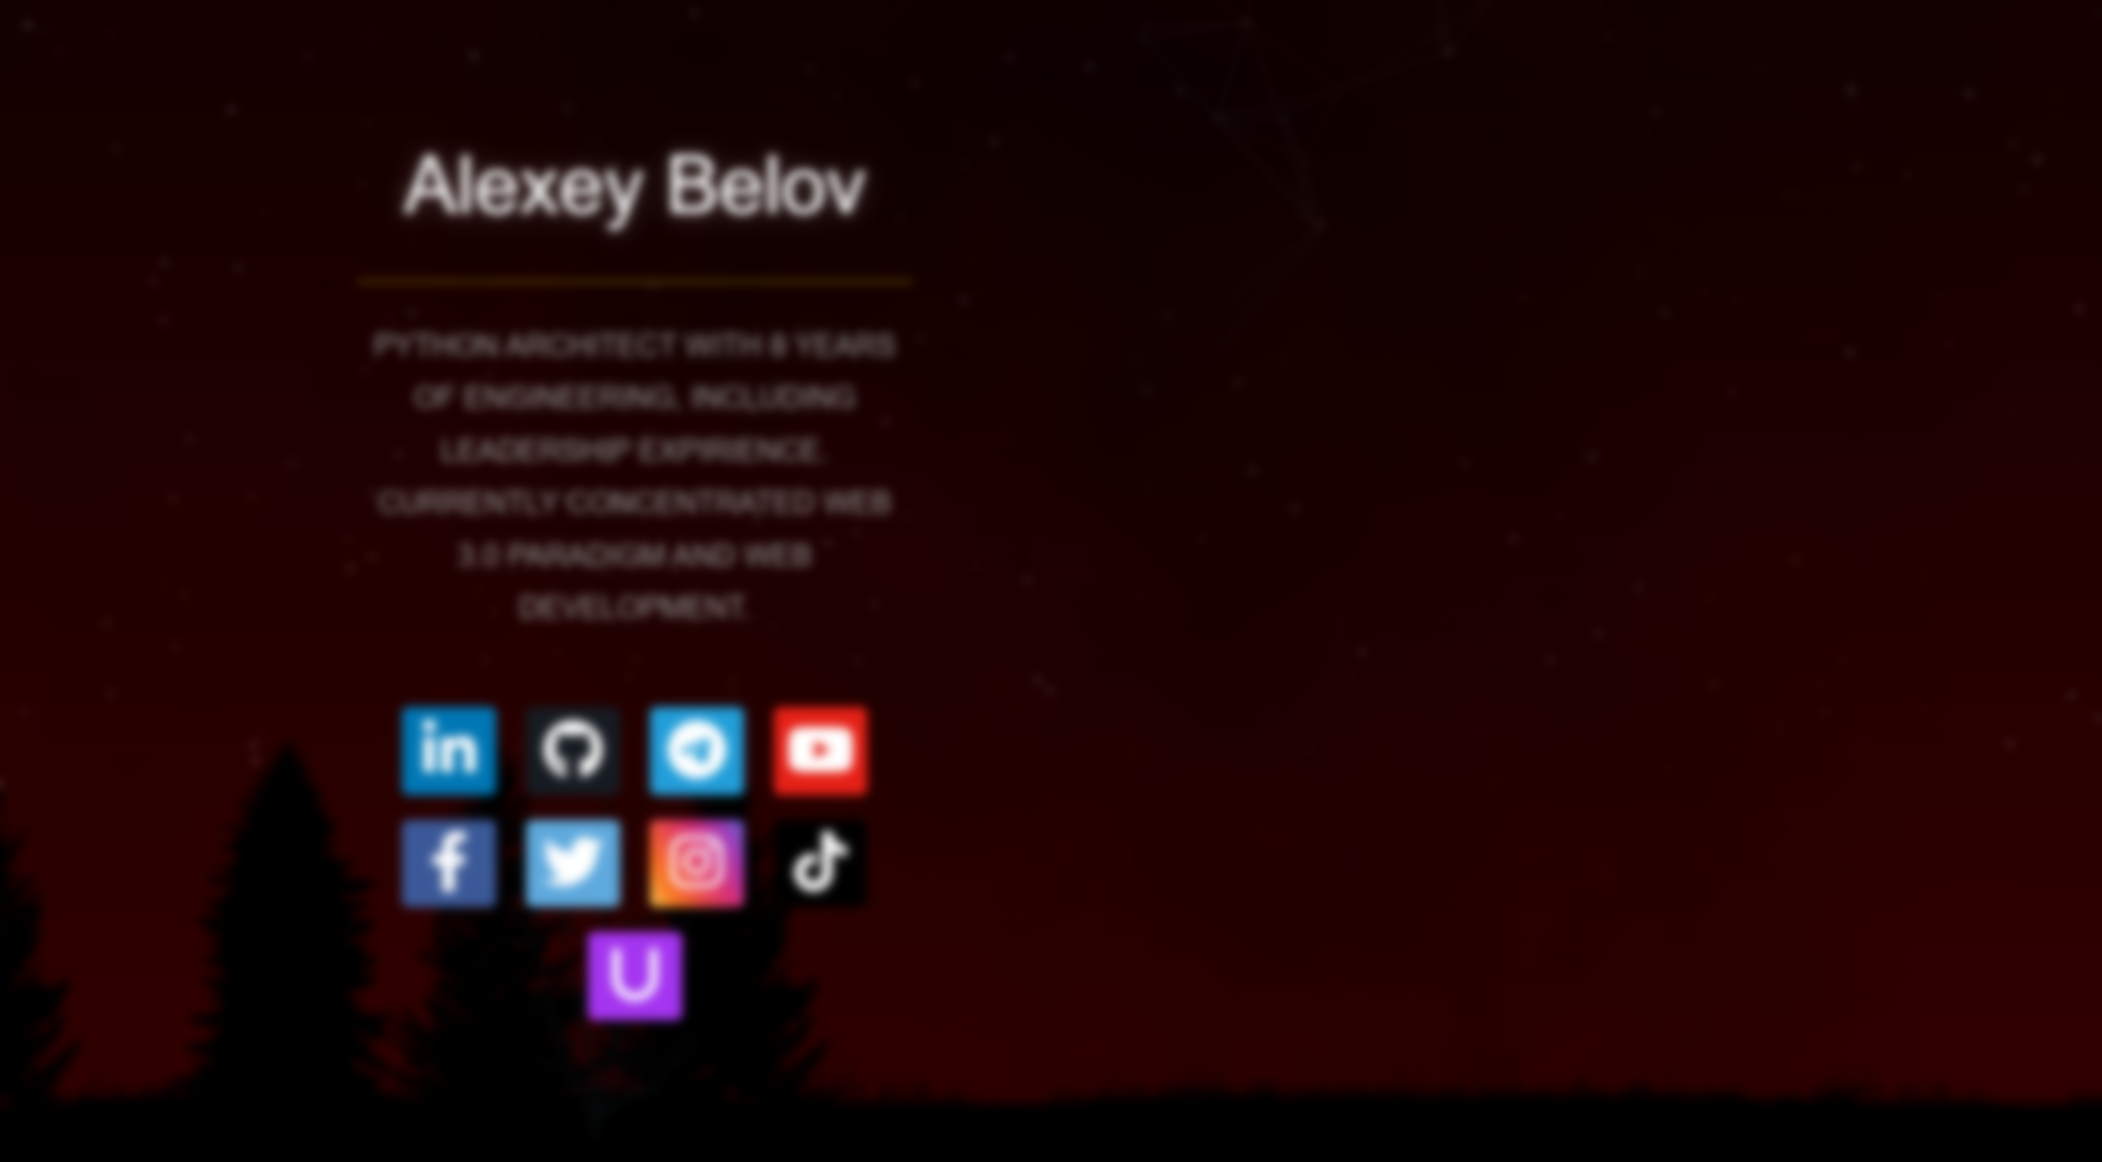 Alexey Belov
PYTHON ARCHITECT WITH 8 YEARS
OF ENGINEERING, INCLUDING
LEADERSHIP EXPIRIENCE.
CURRENTLY CONCENTRATED WEB
3.0 PARADIGM AND WEB
DEVELOPMENT.
in
f
U